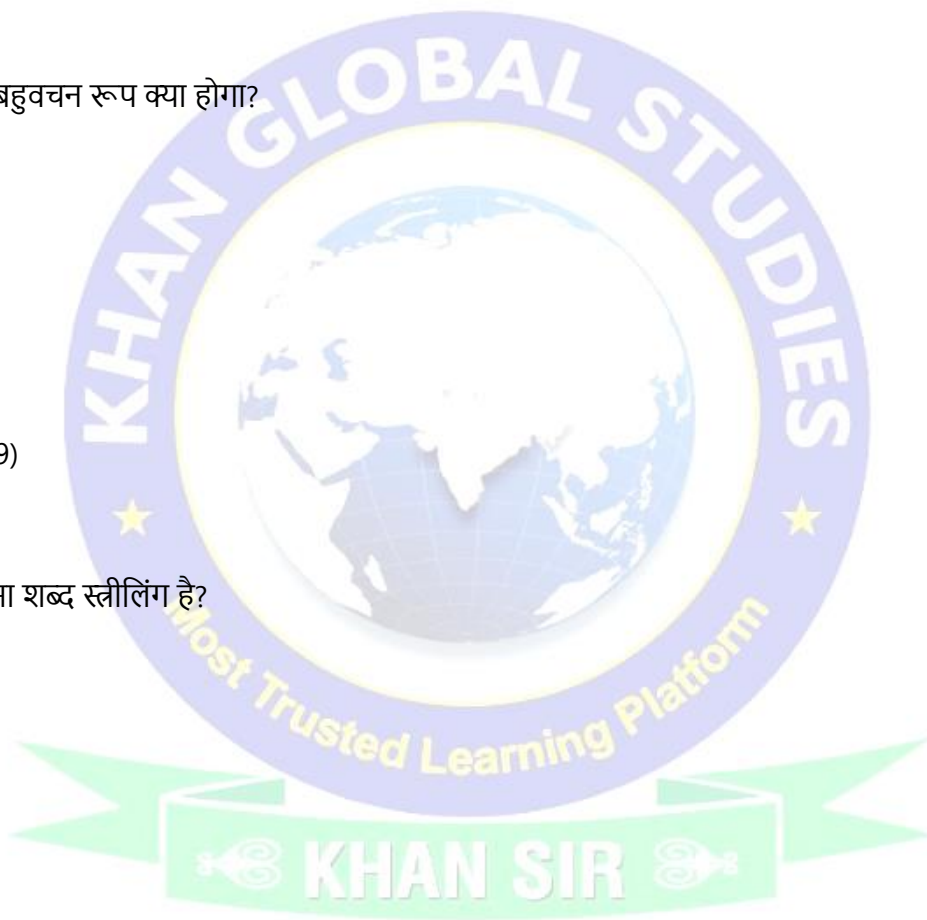 बहुवचन रूप क्या होगा?
KHAN GLOBAL STUDIES
9)
शब्द स्त्रीलिंग है?
Most Trusted Learning Platform
KHAN SIR